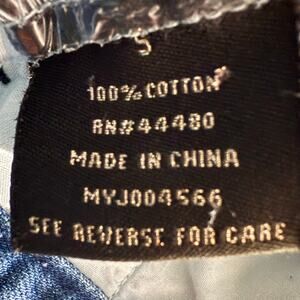 S
100% COTTON
RN#44480
MADE IN CHINA
MYJ004566
SEE REVERSE FOR CARE